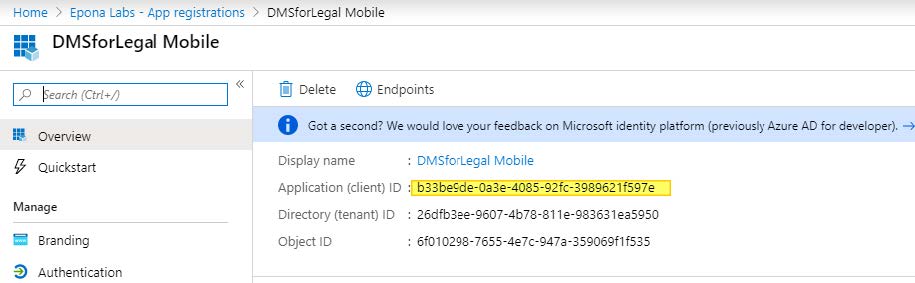 Home > Epona Labs - App registrations > DMSforLegal Mobile
DMSforLegal Mobile
Search (Ctrl+/)
«
Delete
Endpoints
Got a second? We would love your feedback on Microsoft identity platform (previously Azure AD for developer). →
Overview
Quickstart
Manage
Branding
Authentication
Display name : DMSforLegal Mobile
Application (client) ID : b33be9de-0a3e-4085-92fc-3989621f597e
Directory (tenant) ID : 26dfb3ee-9607-4b78-811e-983631ea5950
Object ID : 6f010298-7655-4e7c-947a-359069f1f535